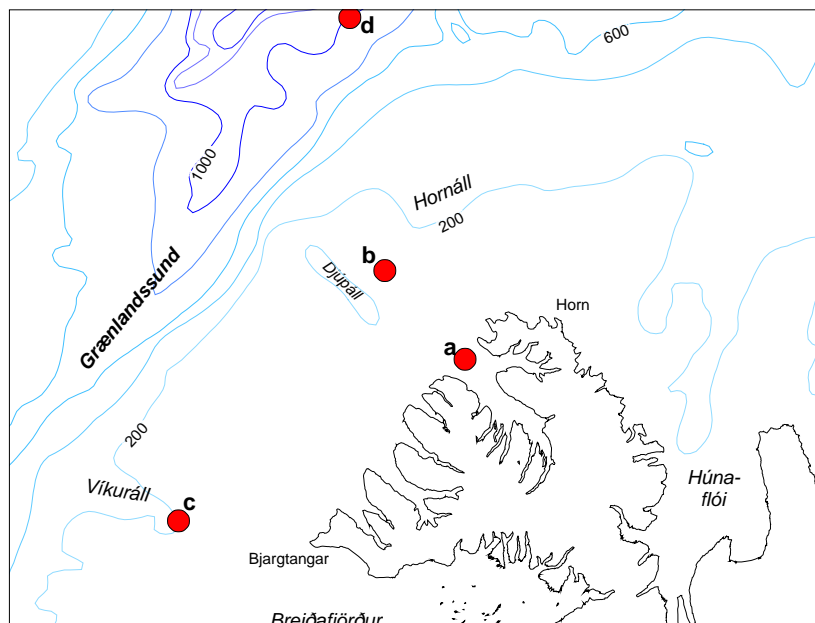 d
600
1000
Hornáll
200
b
Djúpáll
Grænlandssund
Horn
a
200
Víkuráll
c
Húna-
flói
Bjargtangar
Breiðafjörður